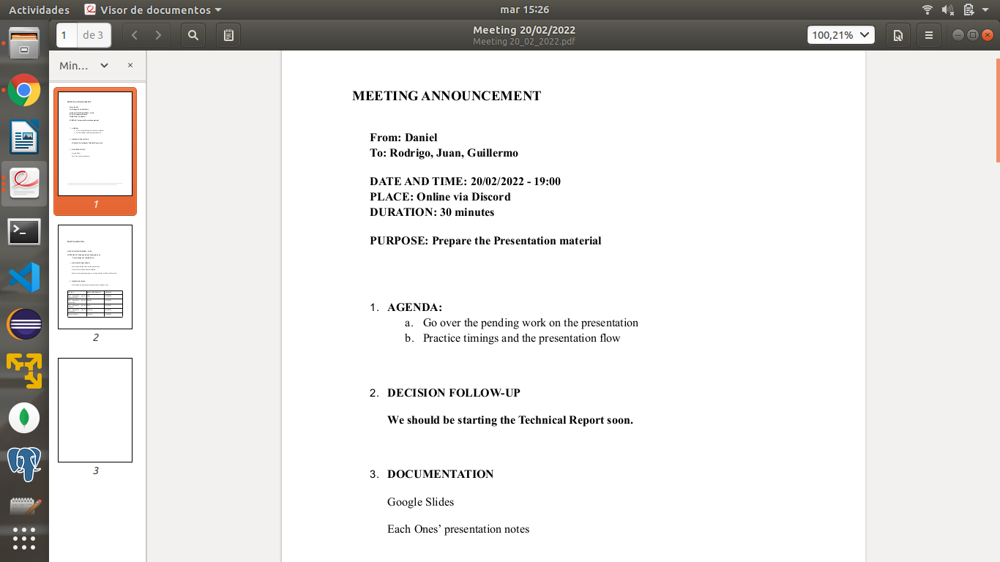 Actividades
Visor de documentos
mar 15:26
1
de 3
Meeting 20/02/2022
Meeting 20_02_2022.pdf
100,21%
Min...
1
2
3
MEETING ANNOUNCEMENT
From: Daniel
To: Rodrigo, Juan, Guillermo
DATE AND TIME: 20/02/2022 - 19:00
PLACE: Online via Discord
DURATION: 30 minutes
PURPOSE: Prepare the Presentation material
1. AGENDA:
a. Go over the pending work on the presentation
b. Practice timings and the presentation flow
2. DECISION FOLLOW-UP
We should be starting the Technical Report soon.
3. DOCUMENTATION
Google Slides
Each Ones’ presentation notes